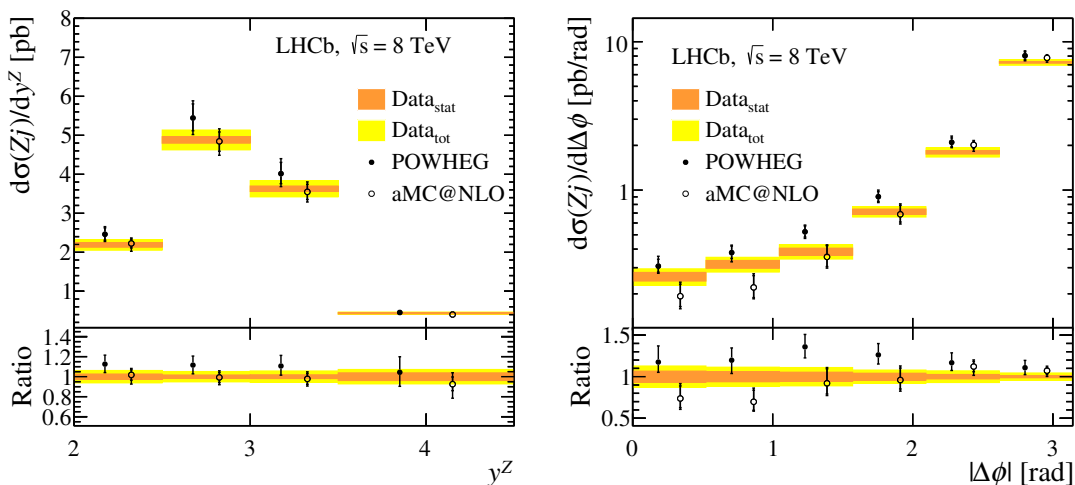 dσ(Zj)/dy^Z [pb]
8
7
6
5
4
3
2
1
LHCb, √s = 8 TeV
Data_stat
Data_tot
POWHEG
aMC@NLO
Ratio
1.4
1.2
1
0.8
0.6
2 3 4
y^Z
dσ(Zj)/d|Δϕ| [pb/rad]
10
1
LHCb, √s = 8 TeV
Data_stat
Data_tot
POWHEG
aMC@NLO
Ratio
1.5
1
0.5
0 1 2 3
|Δϕ| [rad]